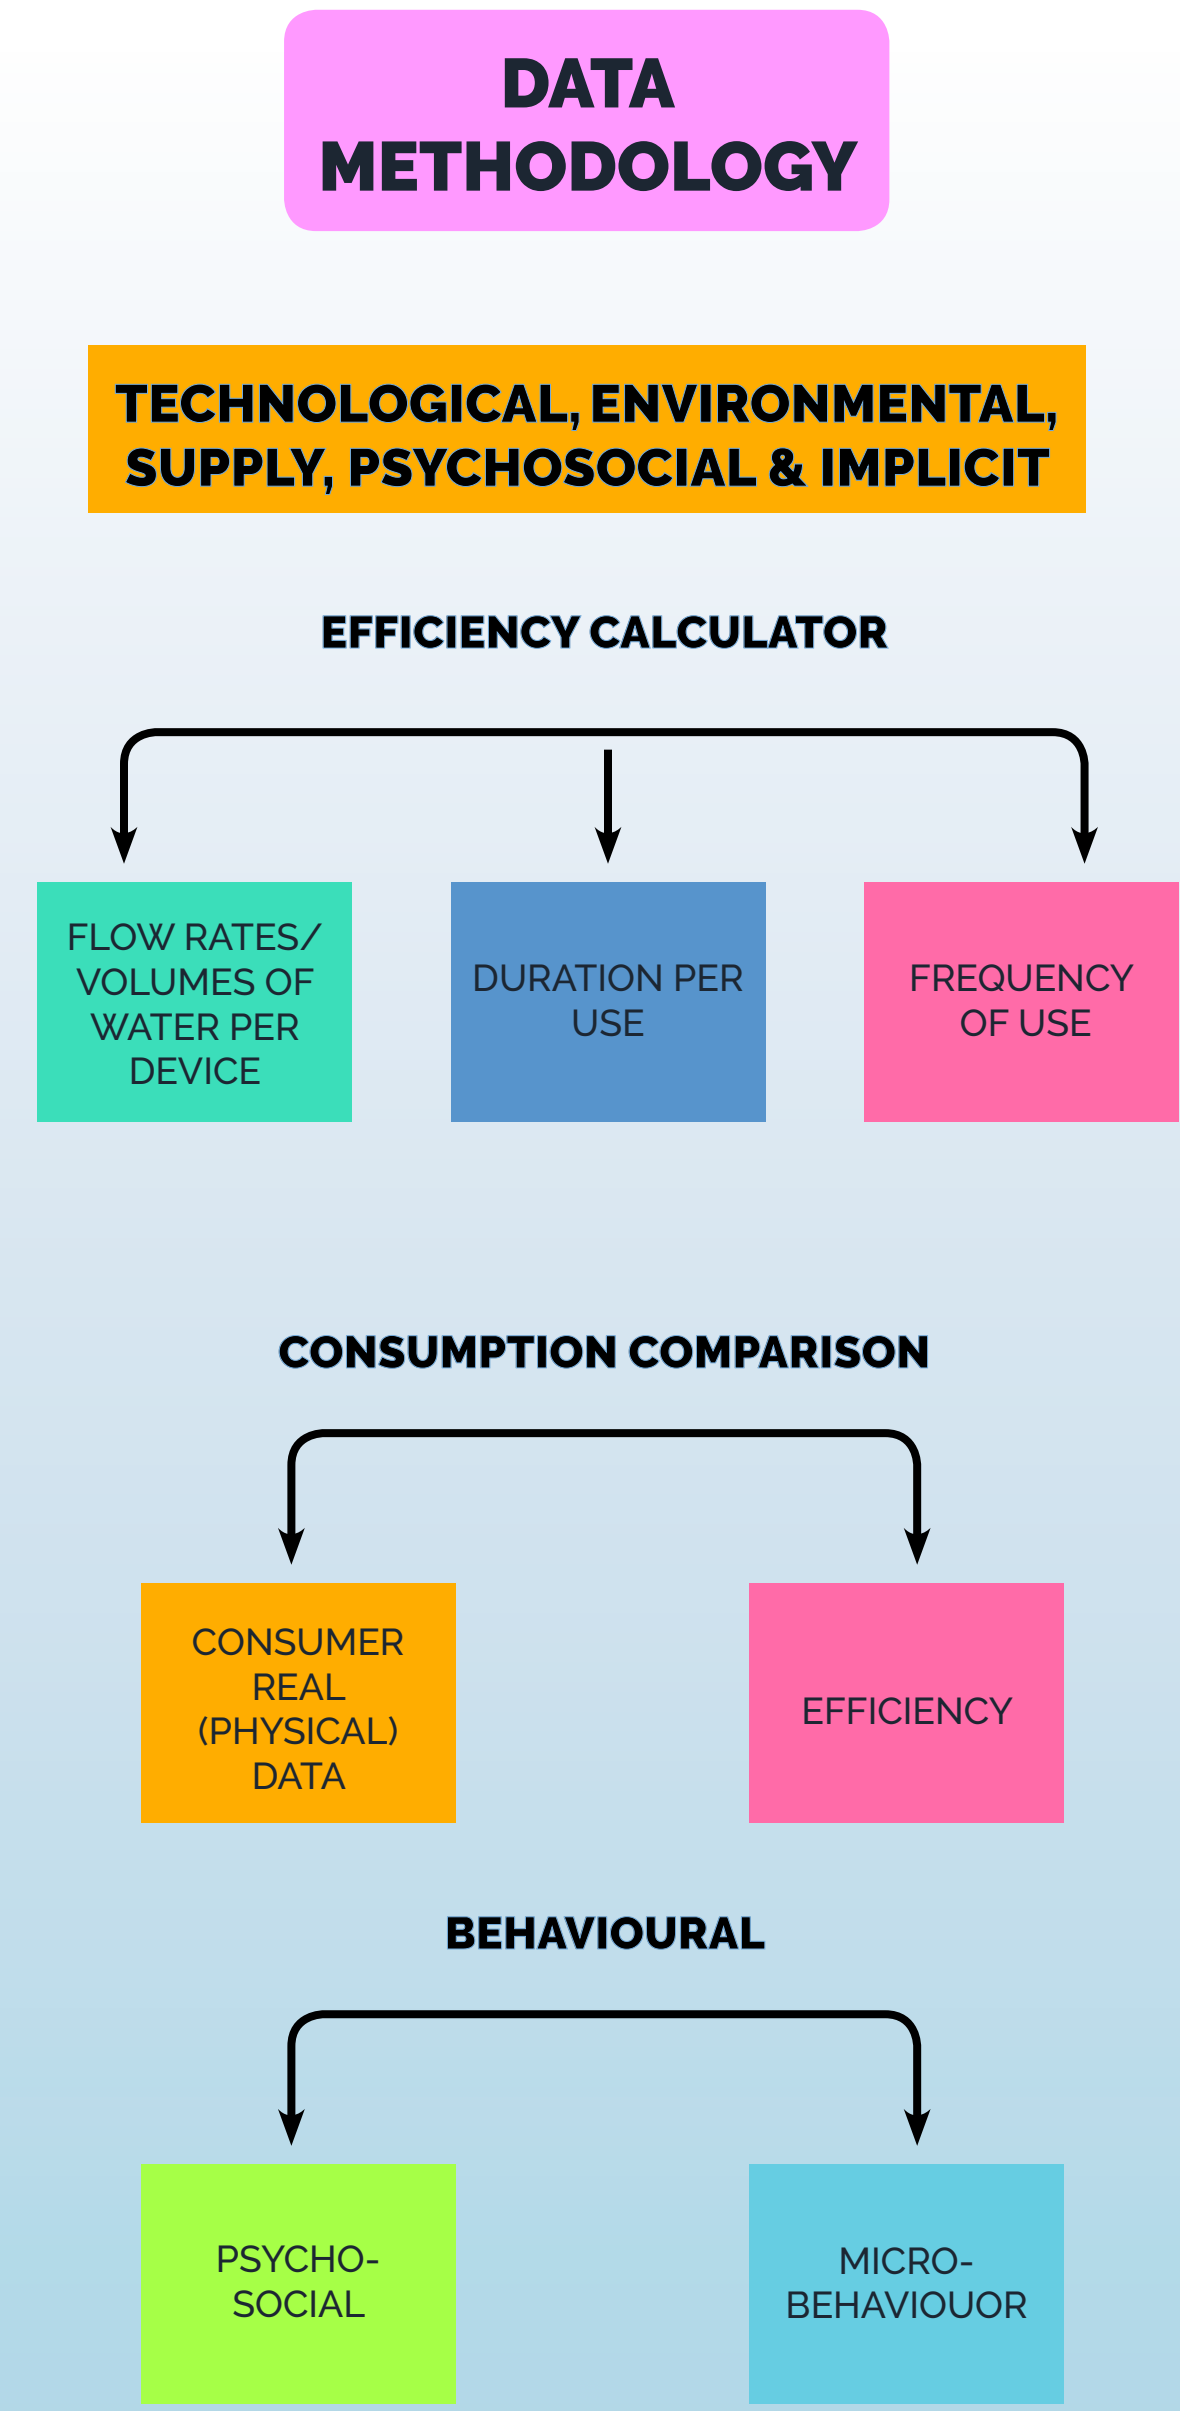 DATA
METHODOLOGY
TECHNOLOGICAL, ENVIRONMENTAL,
SUPPLY, PSYCHOSOCIAL & IMPLICIT
EFFICIENCY CALCULATOR
FLOW RATES/
VOLUMES OF
WATER PER
DEVICE
DURATION PER
USE
FREQUENCY
OF USE
CONSUMPTION COMPARISON
CONSUMER
REAL
(PHYSICAL)
DATA
EFFICIENCY
BEHAVIOURAL
PSYCHO-
SOCIAL
MICRO-
BEHAVIOUOR